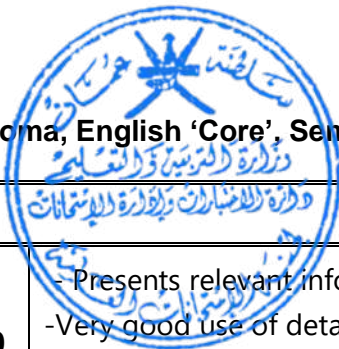 سلطنة عمان
oma, English ‘Core’. Sem
وزارة التربية والتعليم
دائرة الاختبارات وإدارة الامتحانات
- Presents relevant info
-Very good use of deta